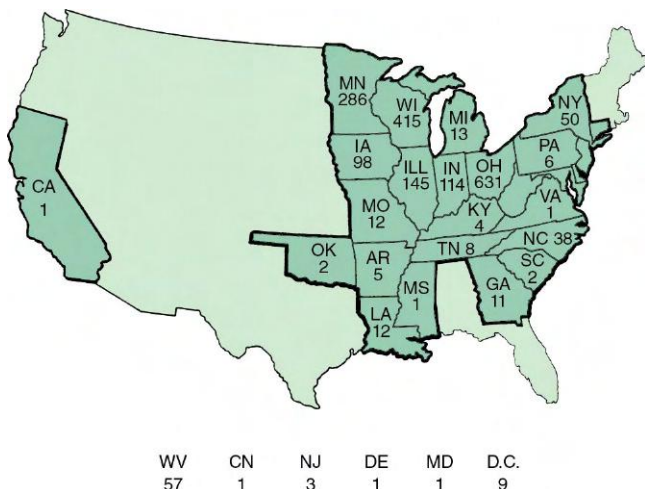 MN
286
WI
415
MI
13
NY
50
IA
98
ILL
145
IN
114
OH
631
PA
6
CA
1
MO
12
KY
4
VA
1
OK
2
AR
5
TN 8
NC 38
SC
2
MS
1
GA
11
LA
12
WV CN NJ DE MD D.C.
57 1 3 1 1 9